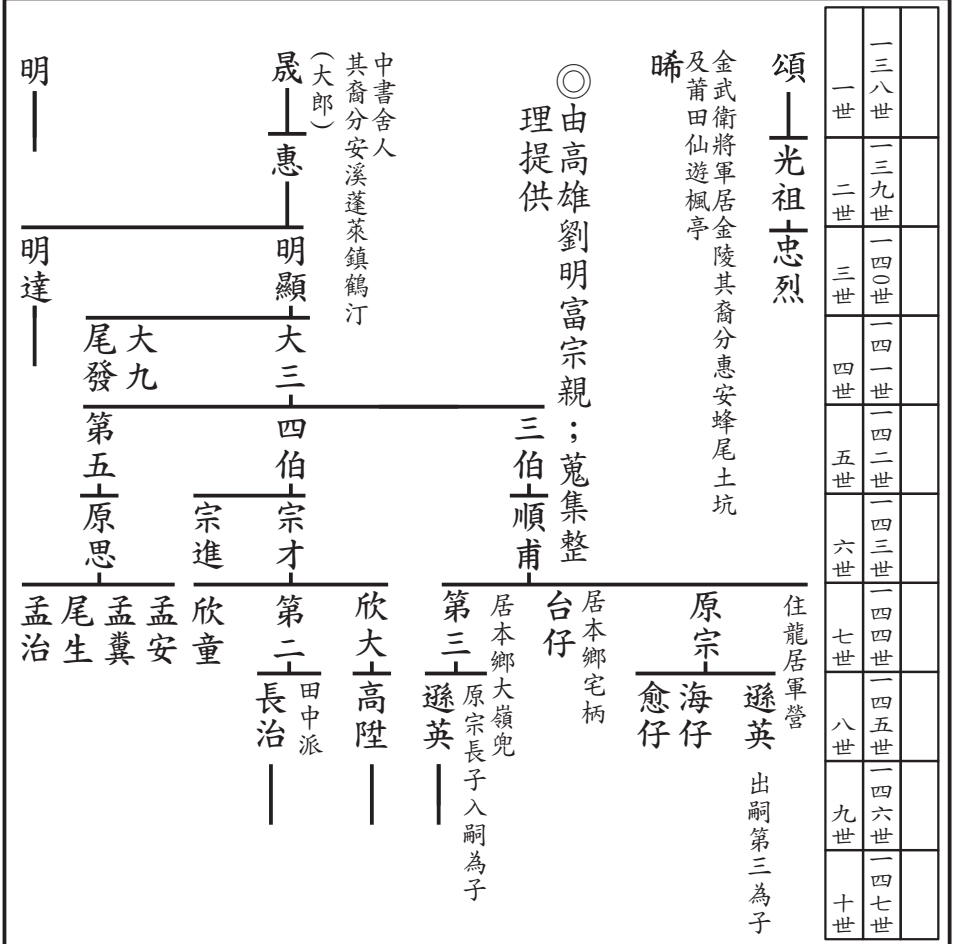 一三八世
一三九世
一四○世
一四一世
一四二世
一四三世
一四四世
一四五世
一四六世
一四七世
一世
二世
三世
四世
五世
六世
七世
八世
九世
十世
頌
光祖
忠烈
金武衛將軍居金陵其裔分惠安蜂尾土坑
及莆田仙遊楓亭
晞
◎由高雄劉明富宗親；蒐集整
理提供
中書舍人
其裔分安溪蓬萊鎮鶴汀
（大郎）
晟
惠
明
明顯
明達
大三
大九
尾發
三伯
四伯
第五
順甫
宗才
宗進
原思
住龍居軍營
原宗
居本鄉宅柄
台仔
居本鄉大嶺兜
第三
欣大
第二
欣童
孟安
孟糞
尾生
孟治
遜英
出嗣第三為子
海仔
愈仔
原宗長子入嗣為子
遜英
高陞
田中派
長治